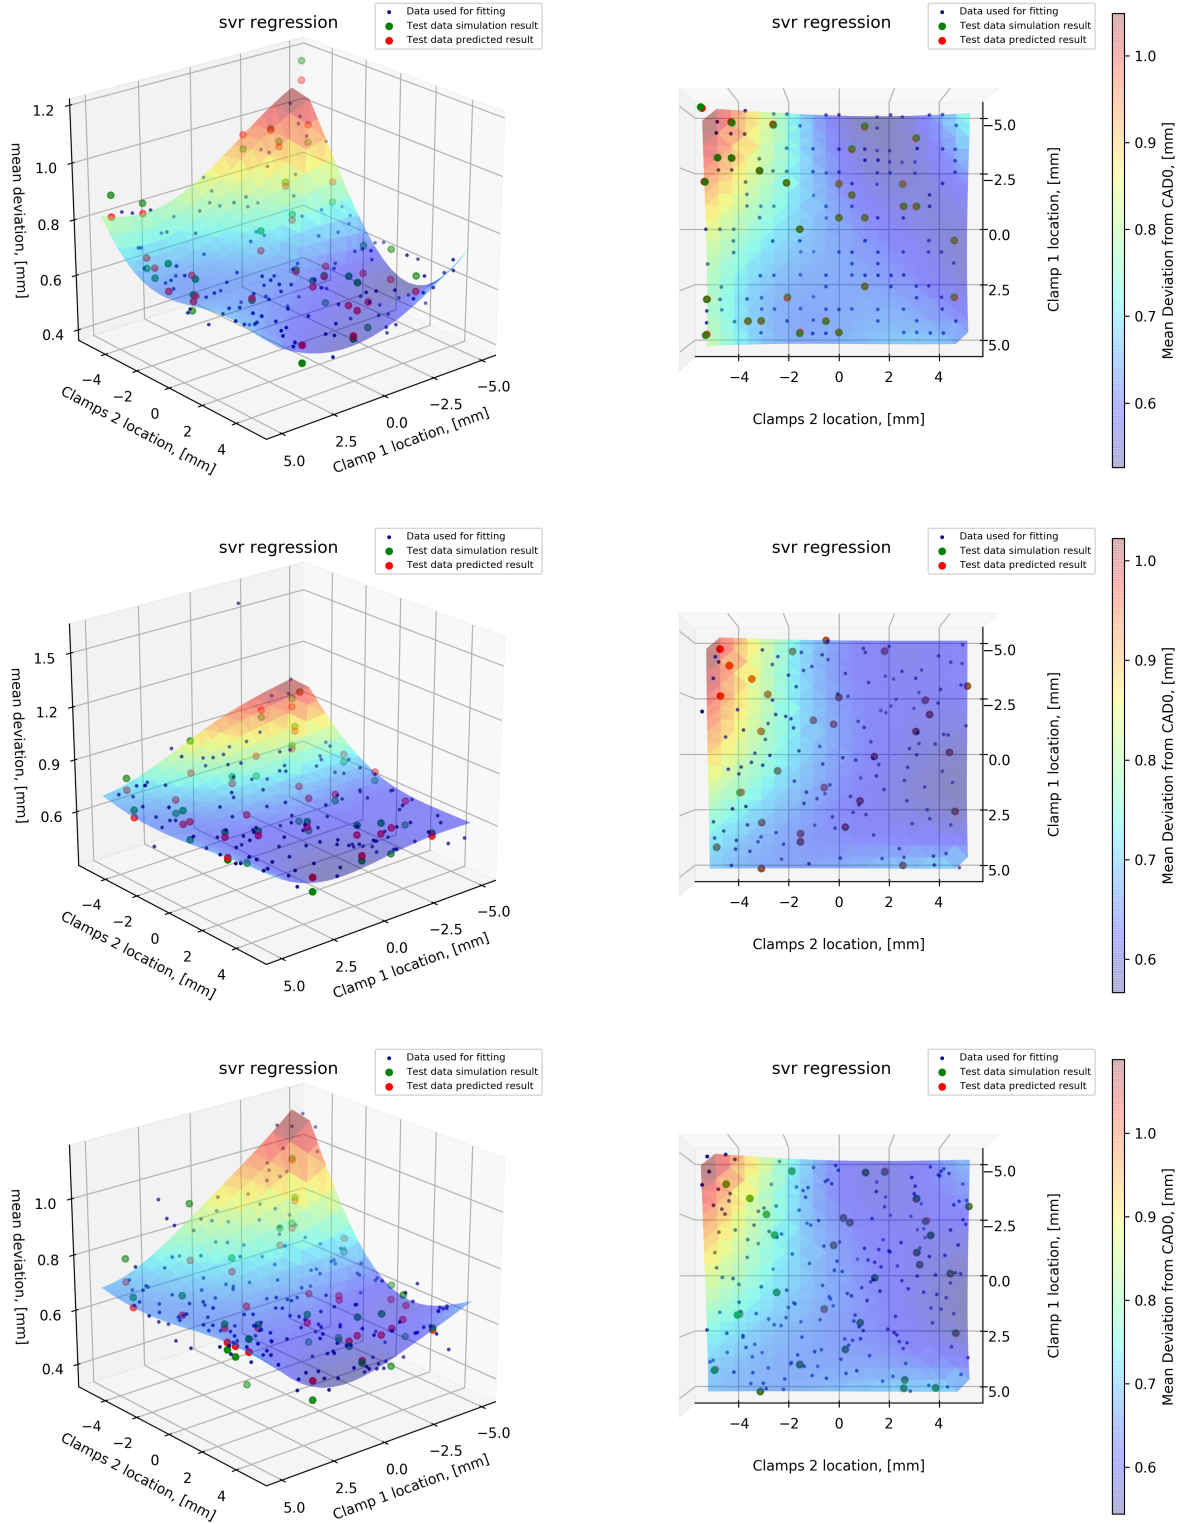 svr regression
Data used for fitting
Test data simulation result
Test data predicted result
1.2
1.0
0.8
0.6
0.4
mean deviation, [mm]
−4
−2
0
2
4
Clamps 2 location, [mm]
5.0
2.5
0.0
−2.5
−5.0
Clamp 1 location, [mm]
svr regression
Data used for fitting
Test data simulation result
Test data predicted result
−5.0
−2.5
0.0
2.5
5.0
Clamp 1 location, [mm]
−4 −2 0 2 4
Clamps 2 location, [mm]
1.0
0.9
0.8
0.7
0.6
Mean Deviation from CAD0, [mm]
svr regression
Data used for fitting
Test data simulation result
Test data predicted result
1.5
1.2
0.9
0.6
mean deviation, [mm]
−4
−2
0
2
4
Clamps 2 location, [mm]
5.0
2.5
0.0
−2.5
−5.0
Clamp 1 location, [mm]
svr regression
Data used for fitting
Test data simulation result
Test data predicted result
−5.0
−2.5
0.0
2.5
5.0
Clamp 1 location, [mm]
−4 −2 0 2 4
Clamps 2 location, [mm]
1.0
0.9
0.8
0.7
0.6
Mean Deviation from CAD0, [mm]
svr regression
Data used for fitting
Test data simulation result
Test data predicted result
1.0
0.8
0.6
0.4
mean deviation, [mm]
−4
−2
0
2
4
Clamps 2 location, [mm]
5.0
2.5
0.0
−2.5
−5.0
Clamp 1 location, [mm]
svr regression
Data used for fitting
Test data simulation result
Test data predicted result
−5.0
−2.5
0.0
2.5
5.0
Clamp 1 location, [mm]
−4 −2 0 2 4
Clamps 2 location, [mm]
1.0
0.9
0.8
0.7
0.6
Mean Deviation from CAD0, [mm]